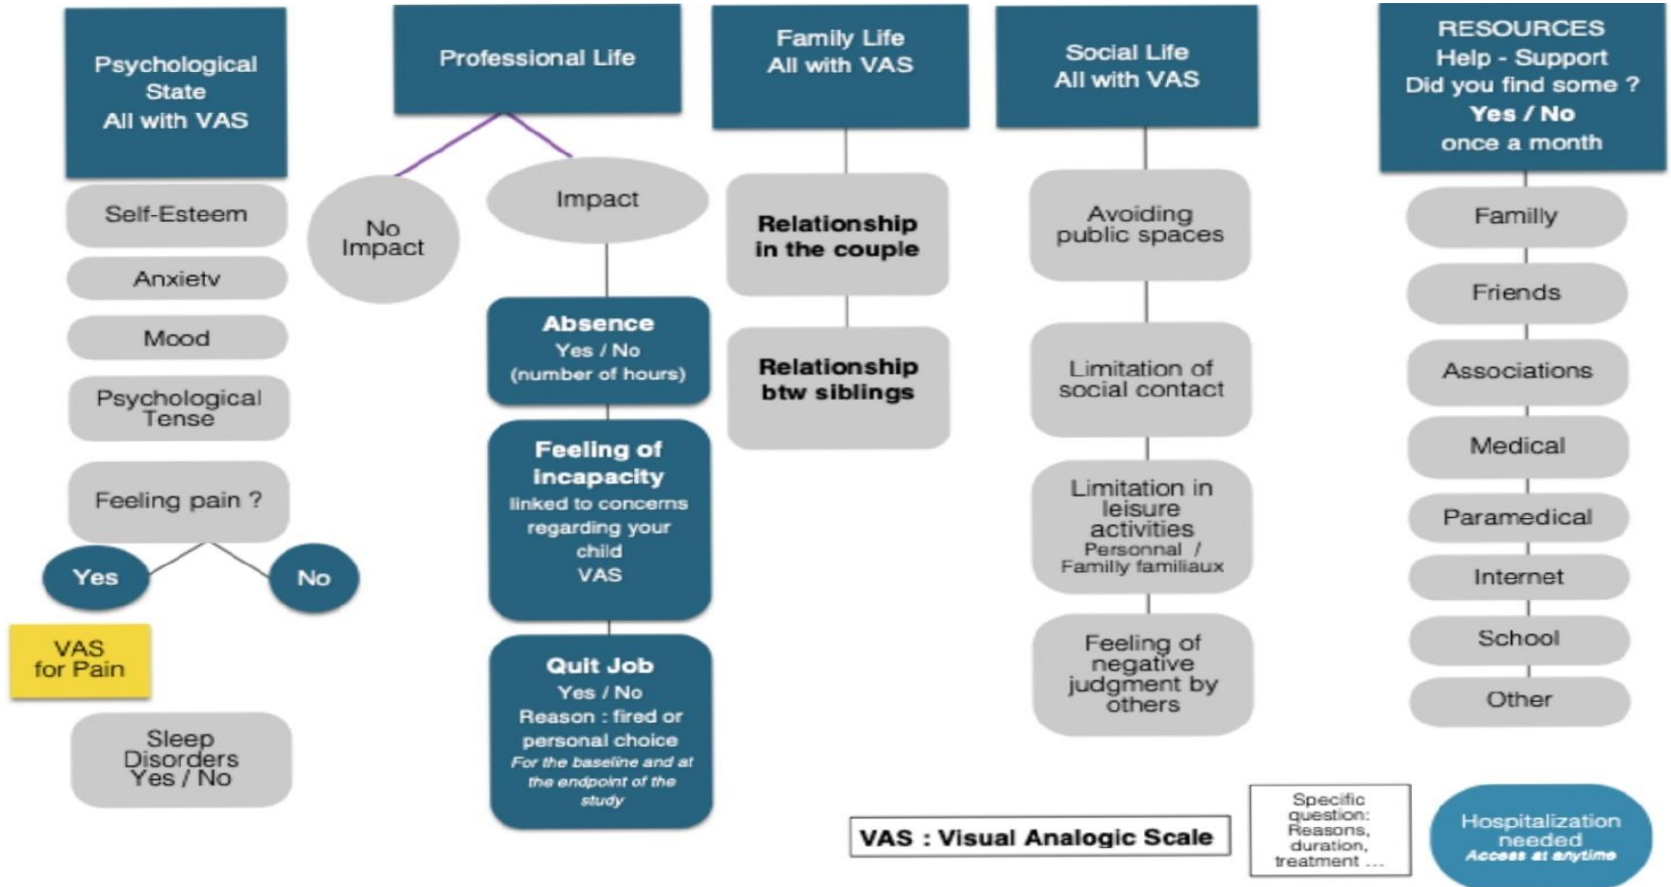 Psychological
State
All with VAS
Self-Esteem
Anxietv
Mood
Psychological
Tense
Feeling pain ?
Yes
No
VAS
for Pain
Sleep
Disorders
Yes / No
Professional Life
No
Impact
Impact
Absence
Yes / No
(number of hours)
Feeling of
incapacity
linked to concerns
regarding your
child
VAS
Quit Job
Yes / No
Reason : fired or
personal choice
For the baseline and at
the endpoint of the
study
Family Life
All with VAS
Relationship
in the couple
Relationship
btw siblings
Social Life
All with VAS
Avoiding
public spaces
Limitation of
social contact
Limitation in
leisure
activities
Personnal /
Familly familiaux
Feeling of
negative
judgment by
others
RESOURCES
Help - Support
Did you find some ?
Yes / No
once a month
Familly
Friends
Associations
Medical
Paramedical
Internet
School
Other
VAS : Visual Analogic Scale
Specific
question:
Reasons,
duration,
treatment ...
Hospitalization
needed
Access at anytime